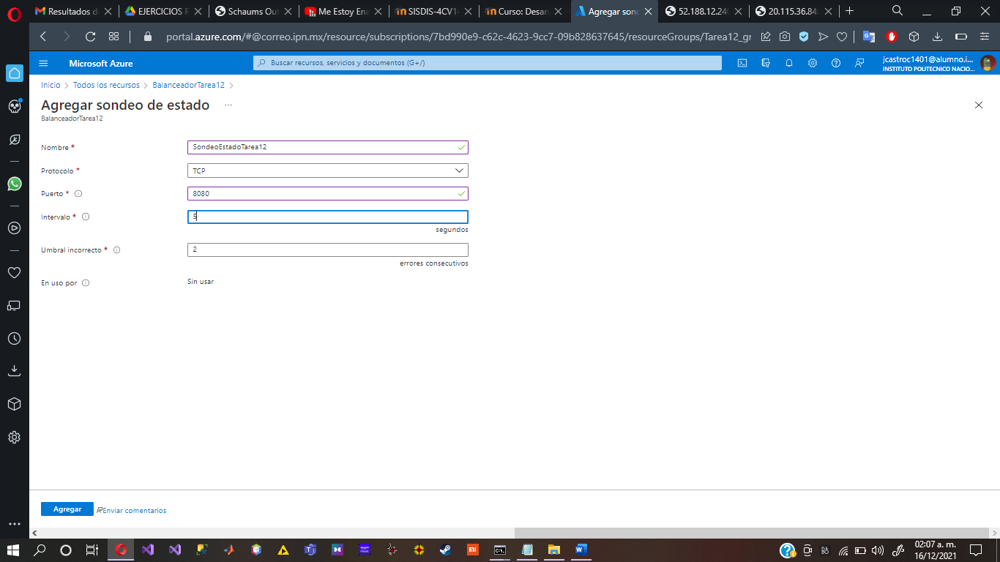 Resultados d
EJERCICIOS R
Schaums Out
Me Estoy Ena
SISDIS-4CV1
Curso: Desar
Agregar sond
52.188.12.24
20.115.36.84
portal.azure.com/#@correo.ipn.mx/resource/subscriptions/7bd990e9-c62c-4623-9cc7-09b828637645/resourceGroups/Tarea12_gr
Microsoft Azure
Buscar recursos, servicios y documentos (G+/)
jcastroc1401@alumno.i...
INSTITUTO POLITECNICO NACIO...
Inicio > Todos los recursos > BalanceadorTarea12 >
Agregar sondeo de estado ...
BalanceadorTarea12
Nombre * SondeoEstadoTarea12
Protocolo * TCP
Puerto * 8080
Intervalo * 5
segundos
Umbral incorrecto * 2
errores consecutivos
En uso por Sin usar
Agregar Enviar comentarios
02:07 a. m.
16/12/2021